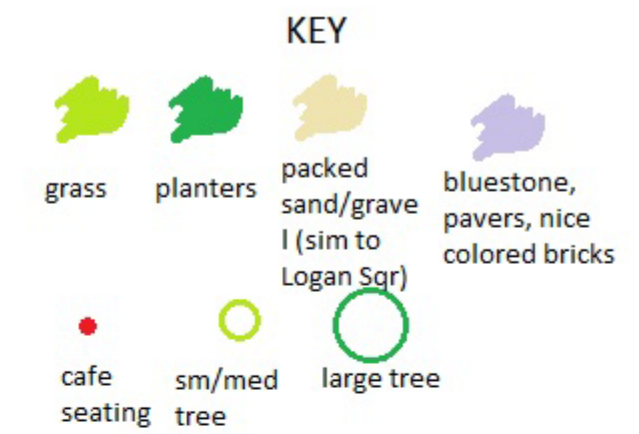 KEY
grass
planters
packed
sand/grave
l (sim to
Logan Sqr)
bluestone,
pavers, nice
colored bricks
cafe
seating
sm/med
tree
large tree